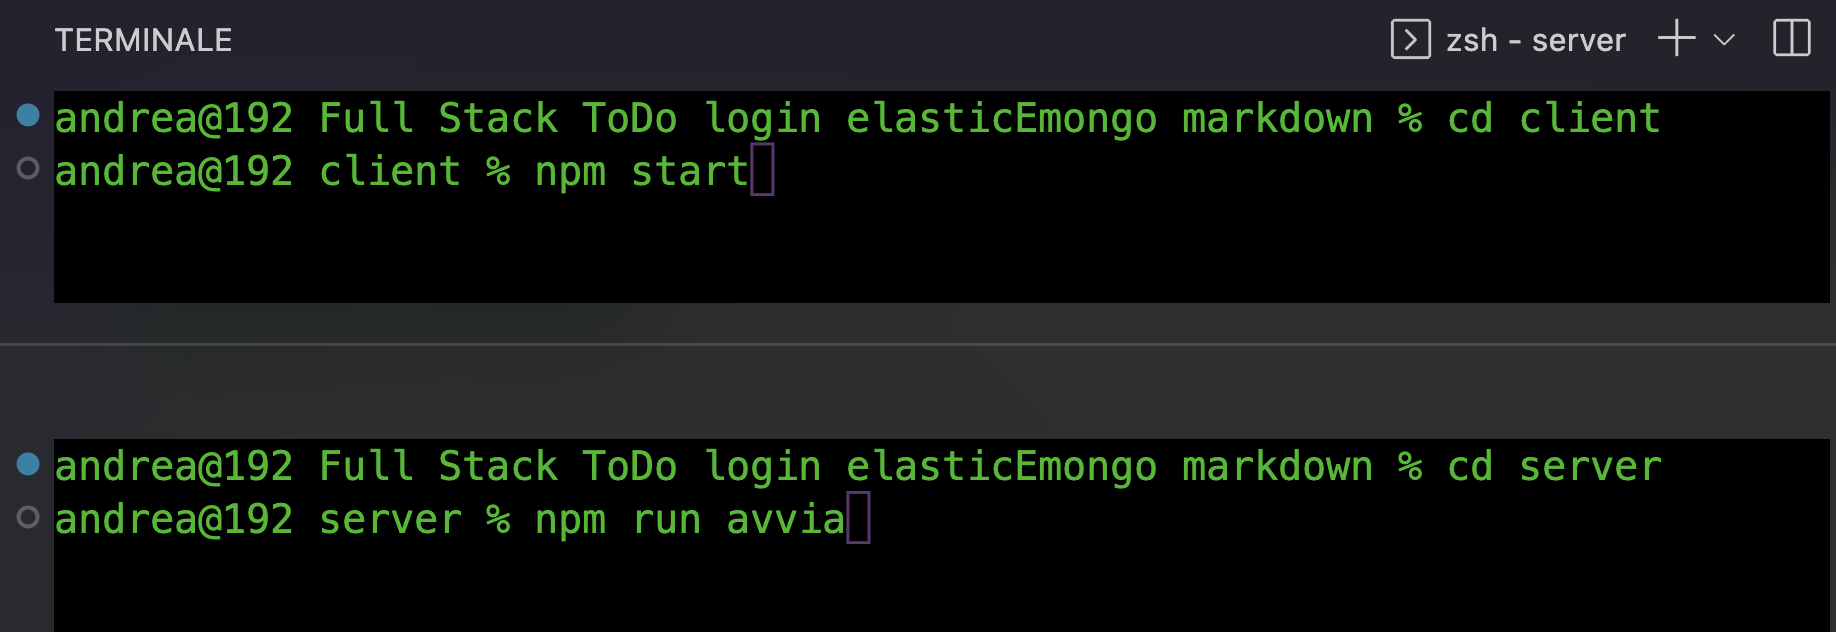 TERMINALE
zsh - server
andrea@192 Full Stack ToDo login elasticEmongo markdown % cd client
andrea@192 client % npm start
andrea@192 Full Stack ToDo login elasticEmongo markdown % cd server
andrea@192 server % npm run avvia